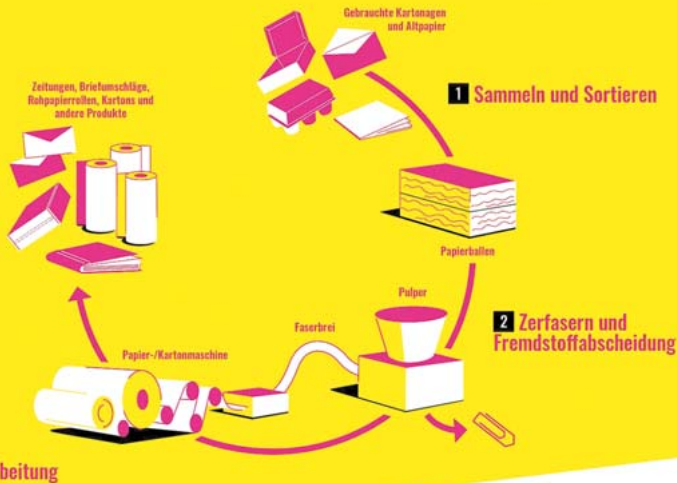 Gebrauchte Kartonagen
und Altpapier
1 Sammeln und Sortieren
Zeitungen, Briefumschläge,
Rohpapierrollen, Kartons und
andere Produkte
Papierballen
Pulper
2 Zerfasern und
Fremdstoffabscheidung
Faserbrei
Papier-/Kartonmaschine
beitung